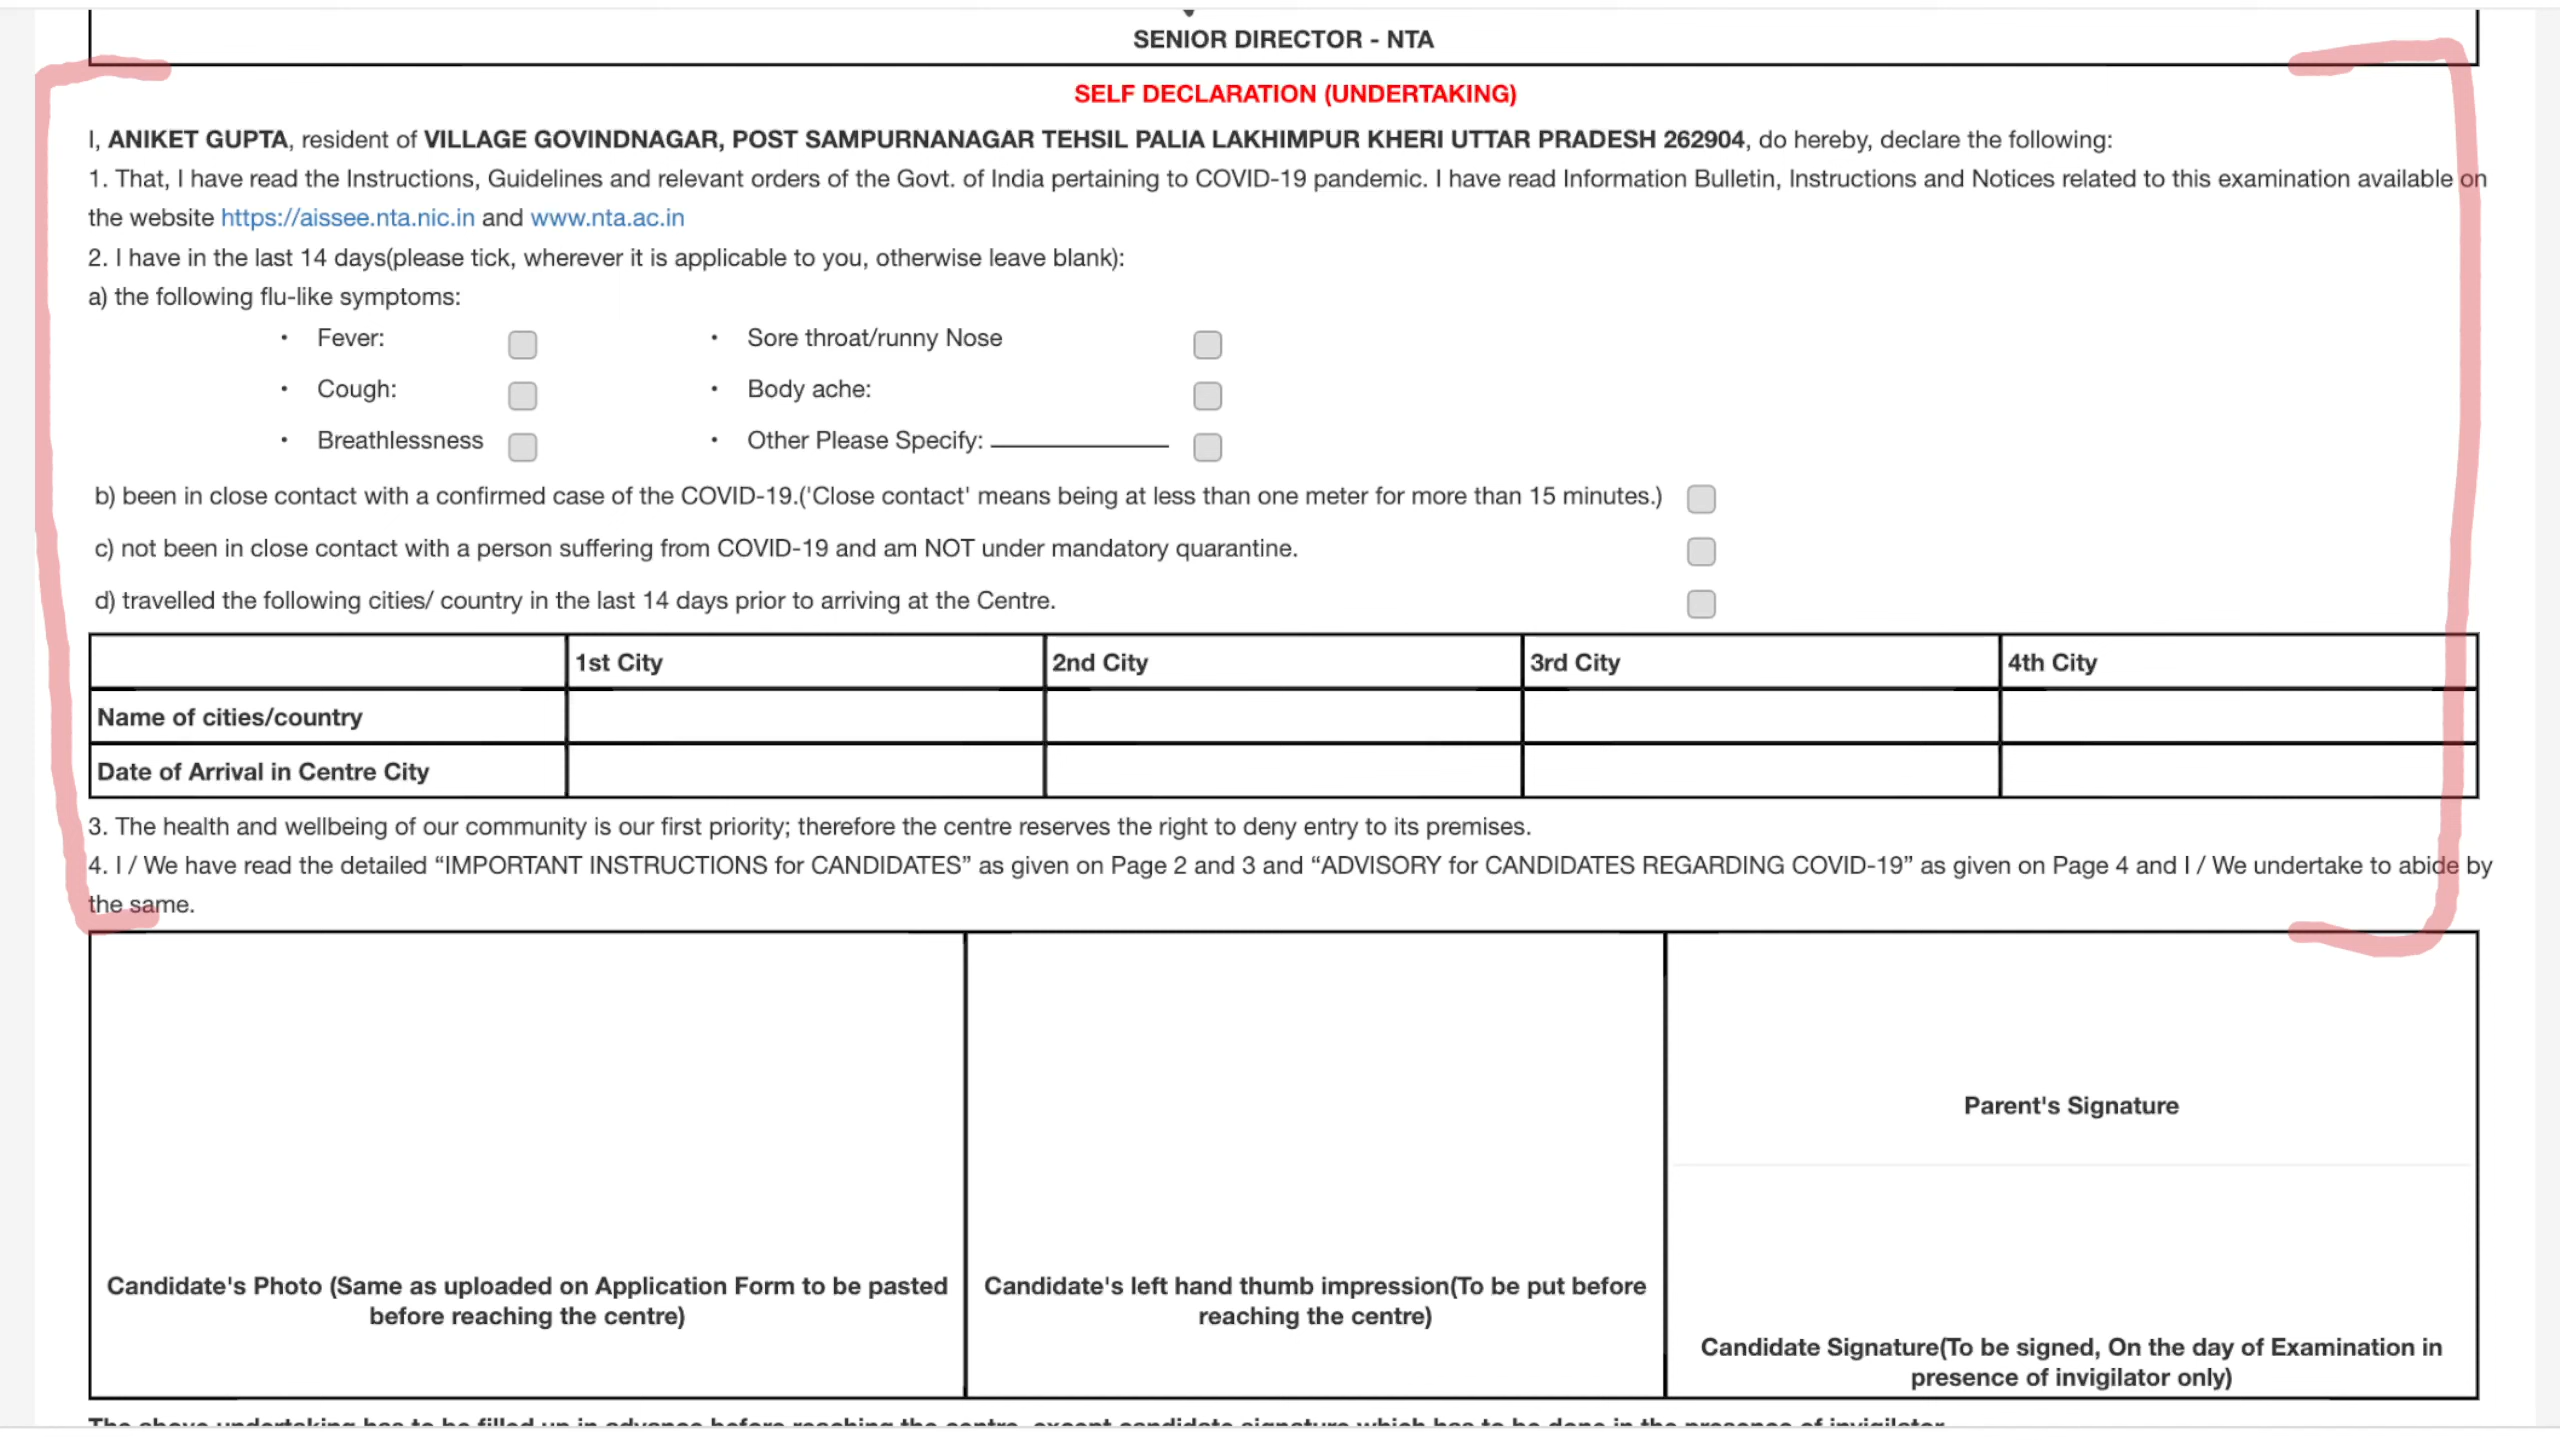 SENIOR DIRECTOR - NTA
SELF DECLARATION (UNDERTAKING)
I, ANIKET GUPTA, resident of VILLAGE GOVINDNAGAR, POST SAMPURNANAGAR TEHSIL PALIA LAKHIMPUR KHERI UTTAR PRADESH 262904, do hereby, declare the following:
1. That, I have read the Instructions, Guidelines and relevant orders of the Govt. of India pertaining to COVID-19 pandemic. I have read Information Bulletin, Instructions and Notices related to this examination available on
the website https://aissee.nta.nic.in and www.nta.ac.in
2. I have in the last 14 days(please tick, wherever it is applicable to you, otherwise leave blank):
a) the following flu-like symptoms:
• Fever: • Sore throat/runny Nose
• Cough: • Body ache:
• Breathlessness • Other Please Specify: ____________
b) been in close contact with a confirmed case of the COVID-19.('Close contact' means being at less than one meter for more than 15 minutes.)
c) not been in close contact with a person suffering from COVID-19 and am NOT under mandatory quarantine.
d) travelled the following cities/ country in the last 14 days prior to arriving at the Centre.
1st City 2nd City 3rd City 4th City
Name of cities/country
Date of Arrival in Centre City
3. The health and wellbeing of our community is our first priority; therefore the centre reserves the right to deny entry to its premises.
4. I / We have read the detailed “IMPORTANT INSTRUCTIONS for CANDIDATES” as given on Page 2 and 3 and “ADVISORY for CANDIDATES REGARDING COVID-19” as given on Page 4 and I / We undertake to abide by
the same.
Parent's Signature
Candidate's Photo (Same as uploaded on Application Form to be pasted
before reaching the centre)
Candidate's left hand thumb impression(To be put before
reaching the centre)
Candidate Signature(To be signed, On the day of Examination in
presence of invigilator only)
The above undertaking has to be filled up in advance before reaching the centre, except candidate signature which has to be done in the presence of invigilator